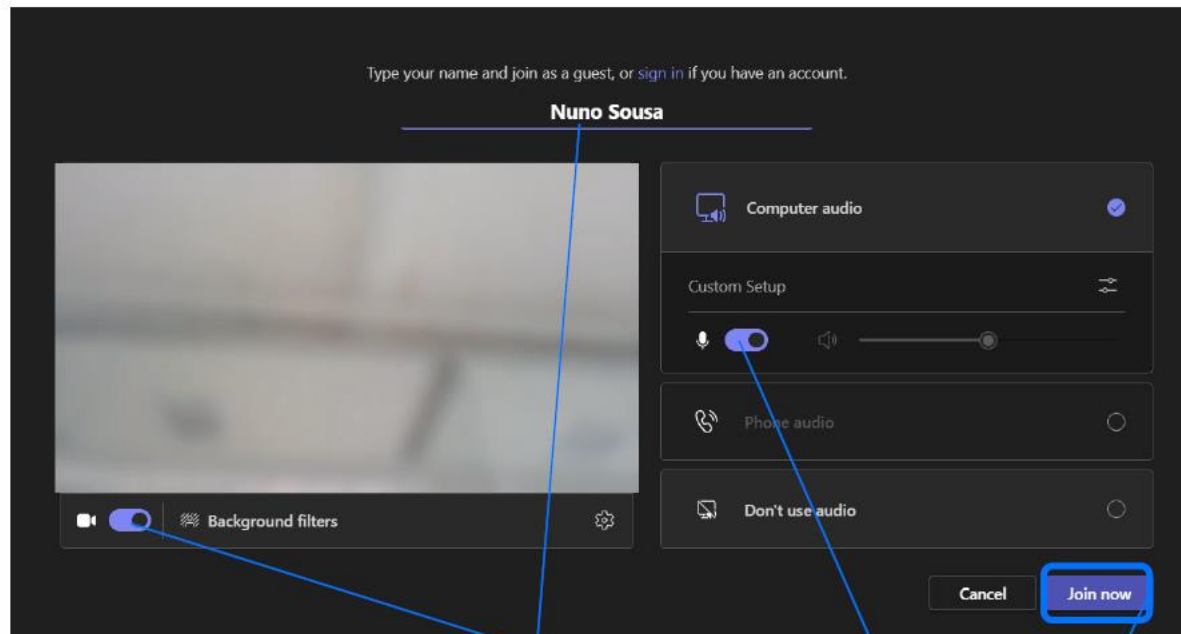 Type your name and join as a guest, or sign in if you have an account.
Nuno Sousa
Computer audio
Custom Setup
Phone audio
Background filters
Don't use audio
Cancel
Join now